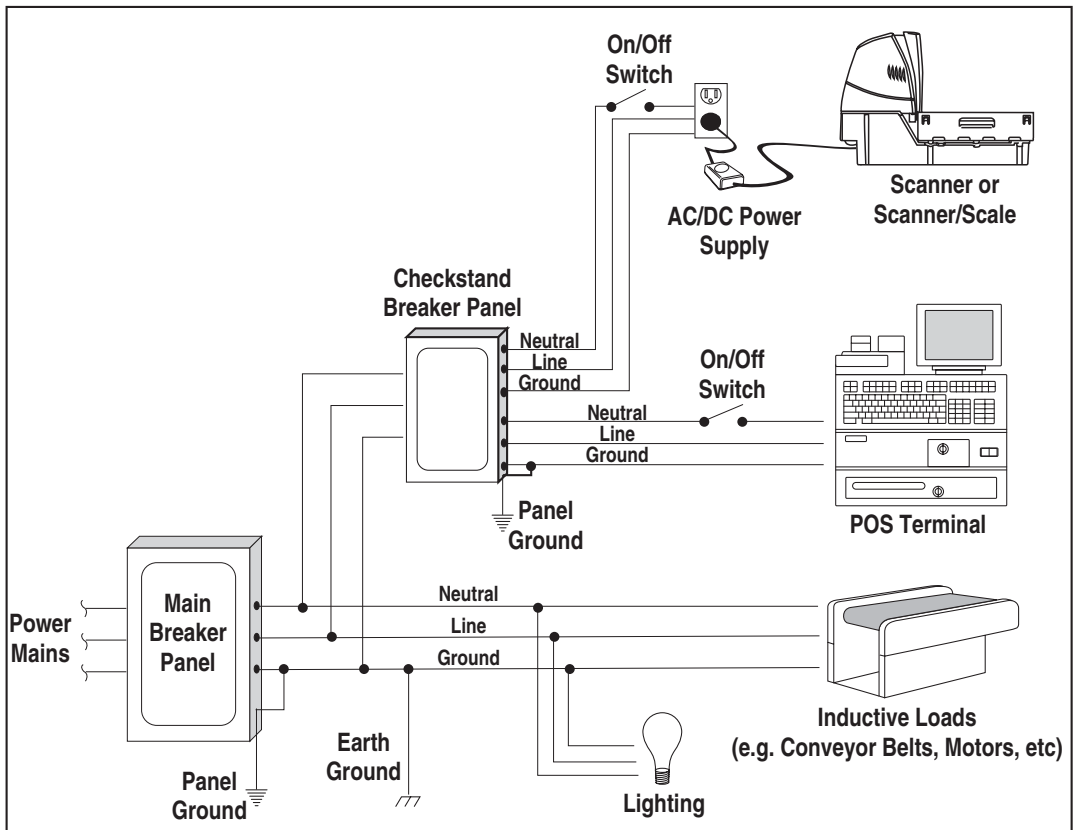 On/Off
Switch
Scanner or
Scanner/Scale
AC/DC Power
Supply
Checkstand
Breaker Panel
Neutral
Line
Ground
On/Off
Switch
Neutral
Line
Ground
Panel
Ground
POS Terminal
Power
Mains
Main
Breaker
Panel
Neutral
Line
Ground
Inductive Loads
(e.g. Conveyor Belts, Motors, etc)
Earth
Ground
Panel
Ground
Lighting